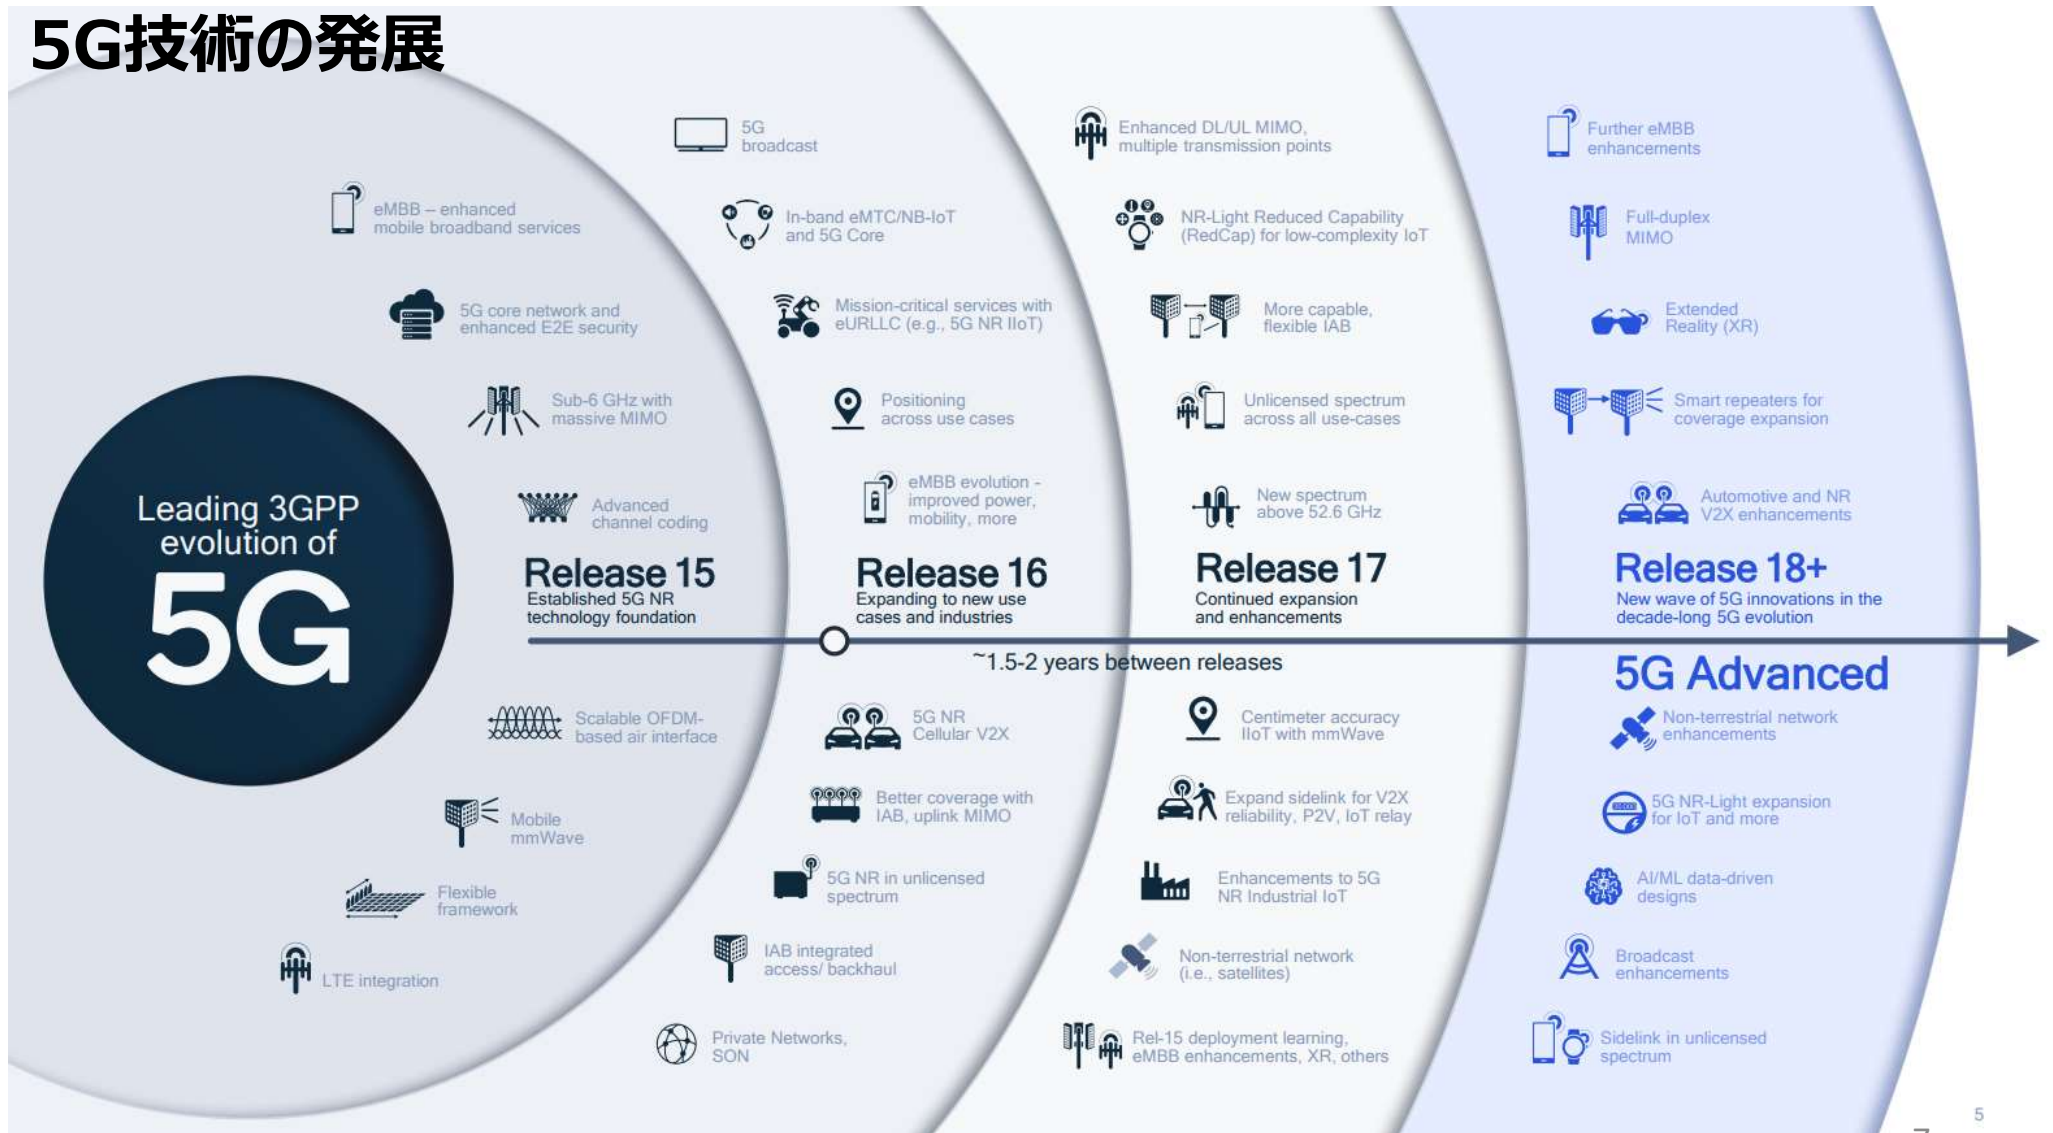 5G技術の発展
Leading 3GPP
evolution of
5G
eMBB – enhanced
mobile broadband services
5G core network and
enhanced E2E security
Sub-6 GHz with
massive MIMO
Advanced
channel coding
Release 15
Established 5G NR
technology foundation
Scalable OFDM-
based air interface
Mobile
mmWave
Flexible
framework
LTE integration
5G
broadcast
In-band eMTC/NB-IoT
and 5G Core
Mission-critical services with
eURLLC (e.g., 5G NR IIoT)
Positioning
across use cases
eMBB evolution -
improved power,
mobility, more
Release 16
Expanding to new use
cases and industries
~1.5-2 years between releases
5G NR
Cellular V2X
Better coverage with
IAB, uplink MIMO
5G NR in unlicensed
spectrum
IAB integrated
access/ backhaul
Private Networks,
SON
Enhanced DL/UL MIMO,
multiple transmission points
NR-Light Reduced Capability
(RedCap) for low-complexity IoT
More capable,
flexible IAB
Unlicensed spectrum
across all use-cases
New spectrum
above 52.6 GHz
Release 17
Continued expansion
and enhancements
Centimeter accuracy
IIoT with mmWave
Expand sidelink for V2X
reliability, P2V, IoT relay
Enhancements to 5G
NR Industrial IoT
Non-terrestrial network
(i.e., satellites)
Rel-15 deployment learning,
eMBB enhancements, XR, others
Further eMBB
enhancements
Full-duplex
MIMO
Extended
Reality (XR)
Smart repeaters for
coverage expansion
Automotive and NR
V2X enhancements
Release 18+
New wave of 5G innovations in the
decade-long 5G evolution
5G Advanced
Non-terrestrial network
enhancements
5G NR-Light expansion
for IoT and more
AI/ML data-driven
designs
Broadcast
enhancements
Sidelink in unlicensed
spectrum
5